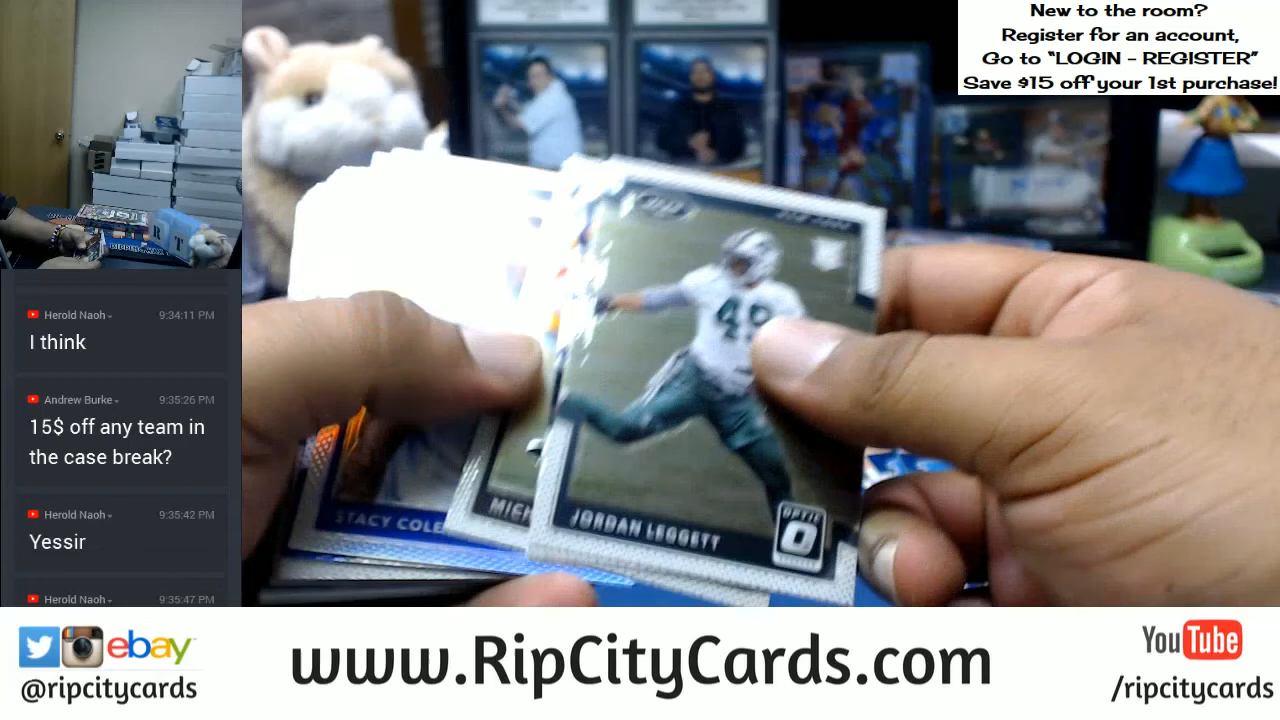 New to the room?
Register for an account,
Go to “LOGIN - REGISTER”
Save $15 off your 1st purchase!
Herold Naoh
9:34:11 PM
I think
Andrew Burke
9:35:26 PM
15$ off any team in
the case break?
Herold Naoh
9:35:42 PM
Yessir
Herold Naoh
9:35:47 PM
49
STACY COLE
MICH
JORDAN LEGGETT
OPTIC
ebay
@ripcitycards
www.RipCityCards.com
YouTube
/ripcitycards